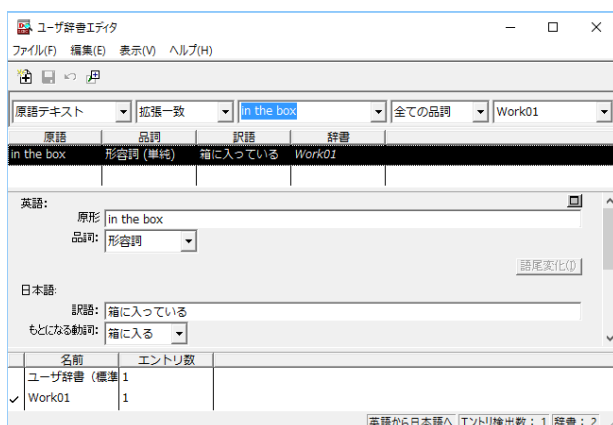 ユーザ辞書エディタ
ファイル(F) 編集(E) 表示(V) ヘルプ(H)
原語テキスト 拡張一致 in the box 全ての品詞 Work01
原語 品詞 訳語 辞書
in the box 形容詞 (単純) 箱に入っている Work01
英語:
原形 in the box
品詞: 形容詞
語尾変化(I)
日本語:
訳語: 箱に入っている
もとになる動詞: 箱に入る
名前 エントリ数
ユーザ辞書 (標準 1
✓ Work01 1
英語から日本語へ エントリ検出数: 1 辞書: 2